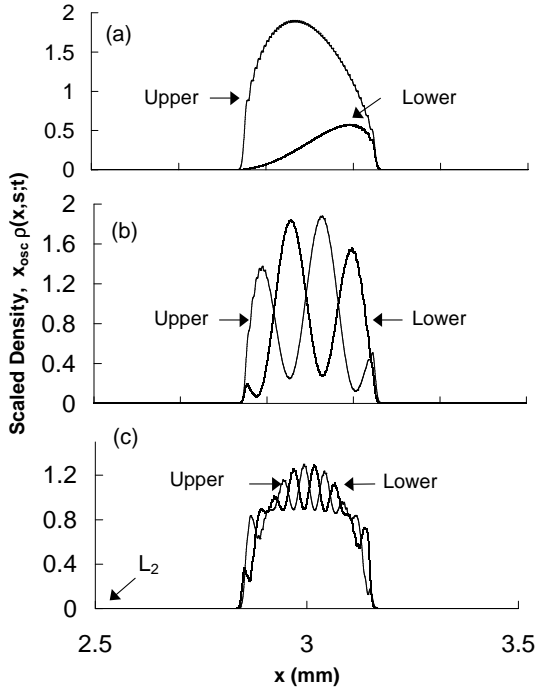 (a)
2
1.5
1
0.5
0
Upper
Lower
(b)
2
1.6
1.2
0.8
0.4
0
Upper
Lower
(c)
1.2
0.8
0.4
0
Upper
Lower
L2
2.5 3 3.5
x (mm)
Scaled Density, xosc ρ(x,s;t)